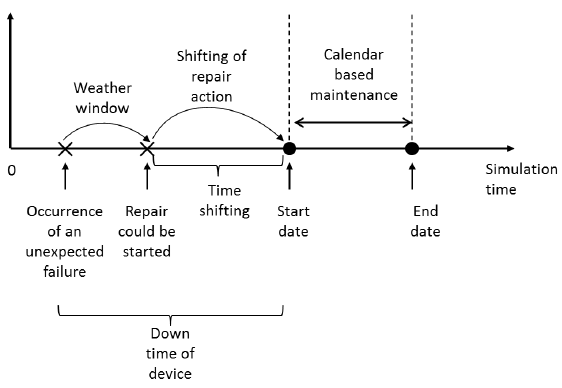 Shifting of
repair
action
Calendar
based
maintenance
Weather
window
0
Simulation
time
Time
shifting
Occurrence
of an
unexpected
failure
Repair
could be
started
Start
date
End
date
Down
time of
device